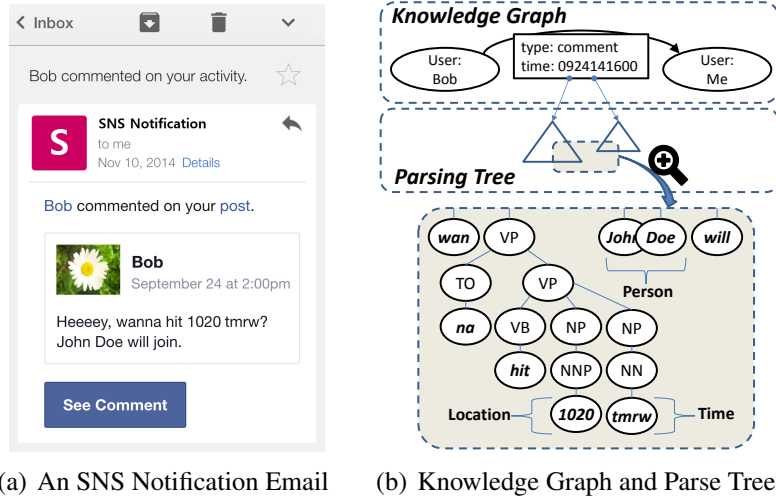 Inbox
Bob commented on your activity.
S
SNS Notification
to me
Nov 10, 2014 Details
Bob commented on your post.
Bob
September 24 at 2:00pm
Heeeey, wanna hit 1020 tmrw?
John Doe will join.
See Comment
(a) An SNS Notification Email
Knowledge Graph
User:
Bob
type: comment
time: 0924141600
User:
Me
Parsing Tree
wan VP John Doe will
TO VP Person
na VB NP NP
hit NNP NN
Location 1020 tmrw Time
(b) Knowledge Graph and Parse Tree